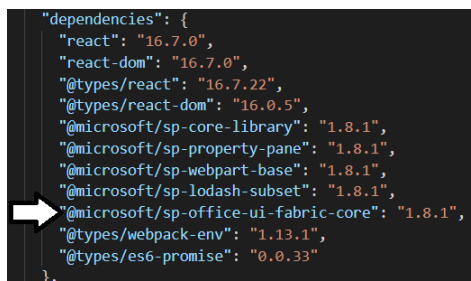 "dependencies": {
"react": "16.7.0",
"react-dom": "16.7.0",
"@types/react": "16.7.22",
"@types/react-dom": "16.0.5",
"@microsoft/sp-core-library": "1.8.1",
"@microsoft/sp-property-pane": "1.8.1",
"@microsoft/sp-webpart-base": "1.8.1",
"@microsoft/sp-lodash-subset": "1.8.1",
"@microsoft/sp-office-ui-fabric-core": "1.8.1",
"@types/webpack-env": "1.13.1",
"@types/es6-promise": "0.0.33"
},